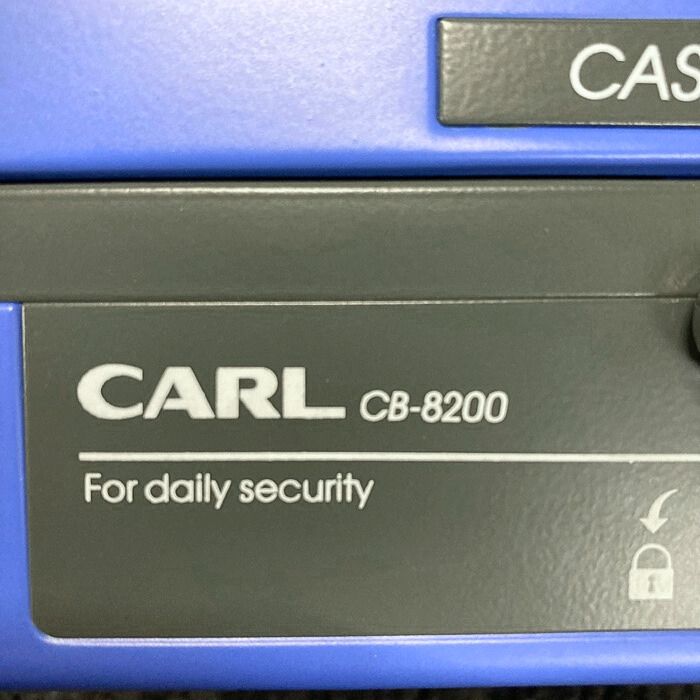 CAS
CARL CB-8200
For daily security